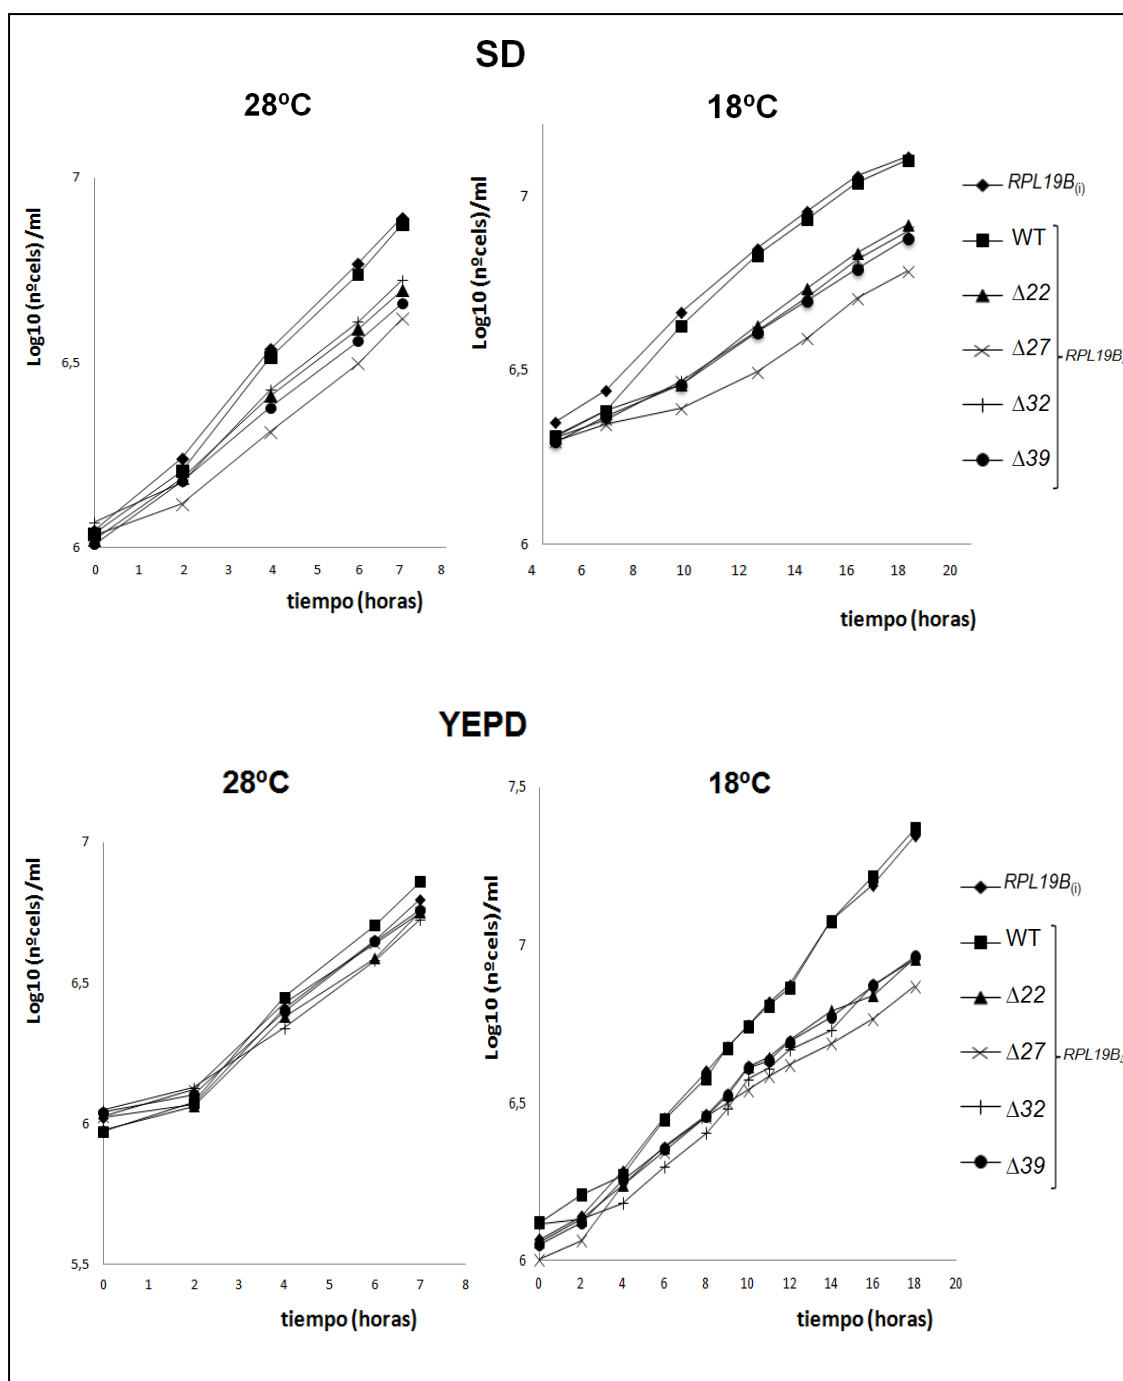 SD
28ºC
18ºC
Log10 (nºcels) /ml
7
6,5
6
0 1 2 3 4 5 6 7 8
tiempo (horas)
Log10 (nºcels)/ml
7
6,5
6
4 6 8 10 12 14 16 18 20
tiempo (horas)
RPL19B(i)
WT
Δ22
Δ27
Δ32
Δ39
RPL19B
YEPD
28ºC
18ºC
Log10 (nºcels) /ml
7
6,5
6
5,5
0 1 2 3 4 5 6 7 8
tiempo (horas)
Log10 (nºcels)/ml
7,5
7
6,5
6
0 2 4 6 8 10 12 14 16 18 20
tiempo (horas)
RPL19B(i)
WT
Δ22
Δ27
Δ32
Δ39
RPL19B